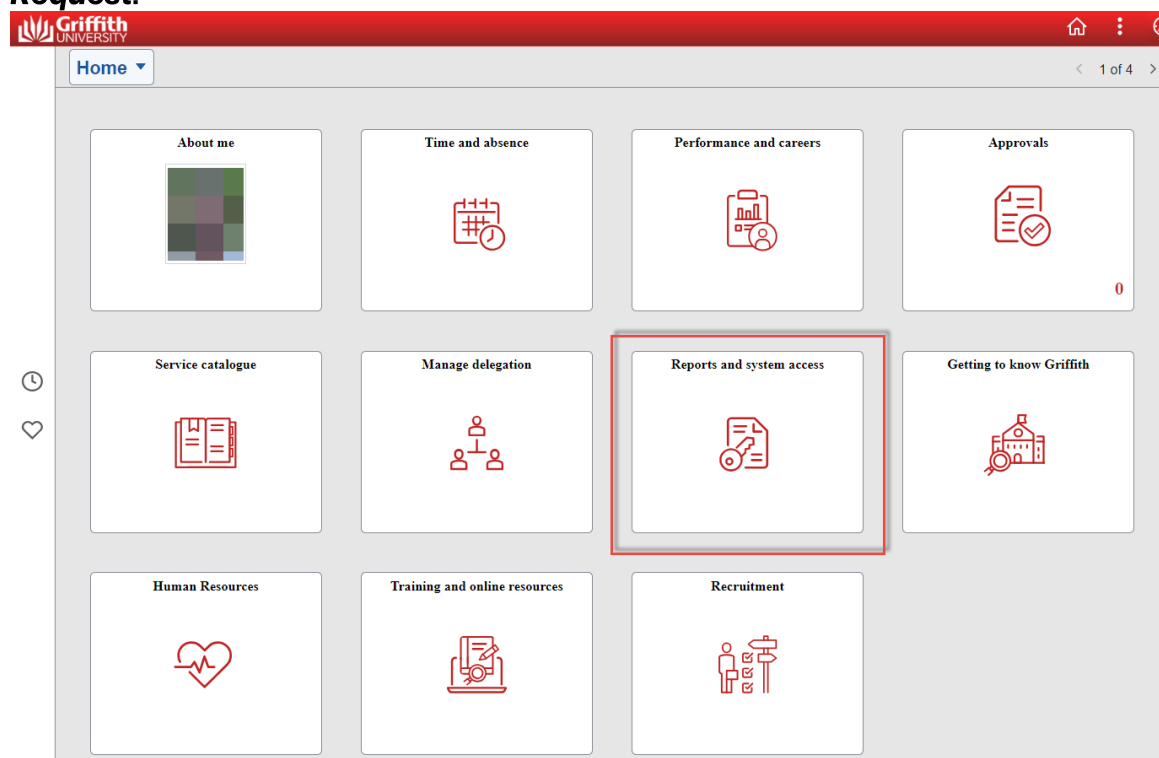 Request.
Griffith
UNIVERSITY
Home
1 of 4
About me
Time and absence
Performance and careers
Approvals
0
Service catalogue
Manage delegation
Reports and system access
Getting to know Griffith
Human Resources
Training and online resources
Recruitment